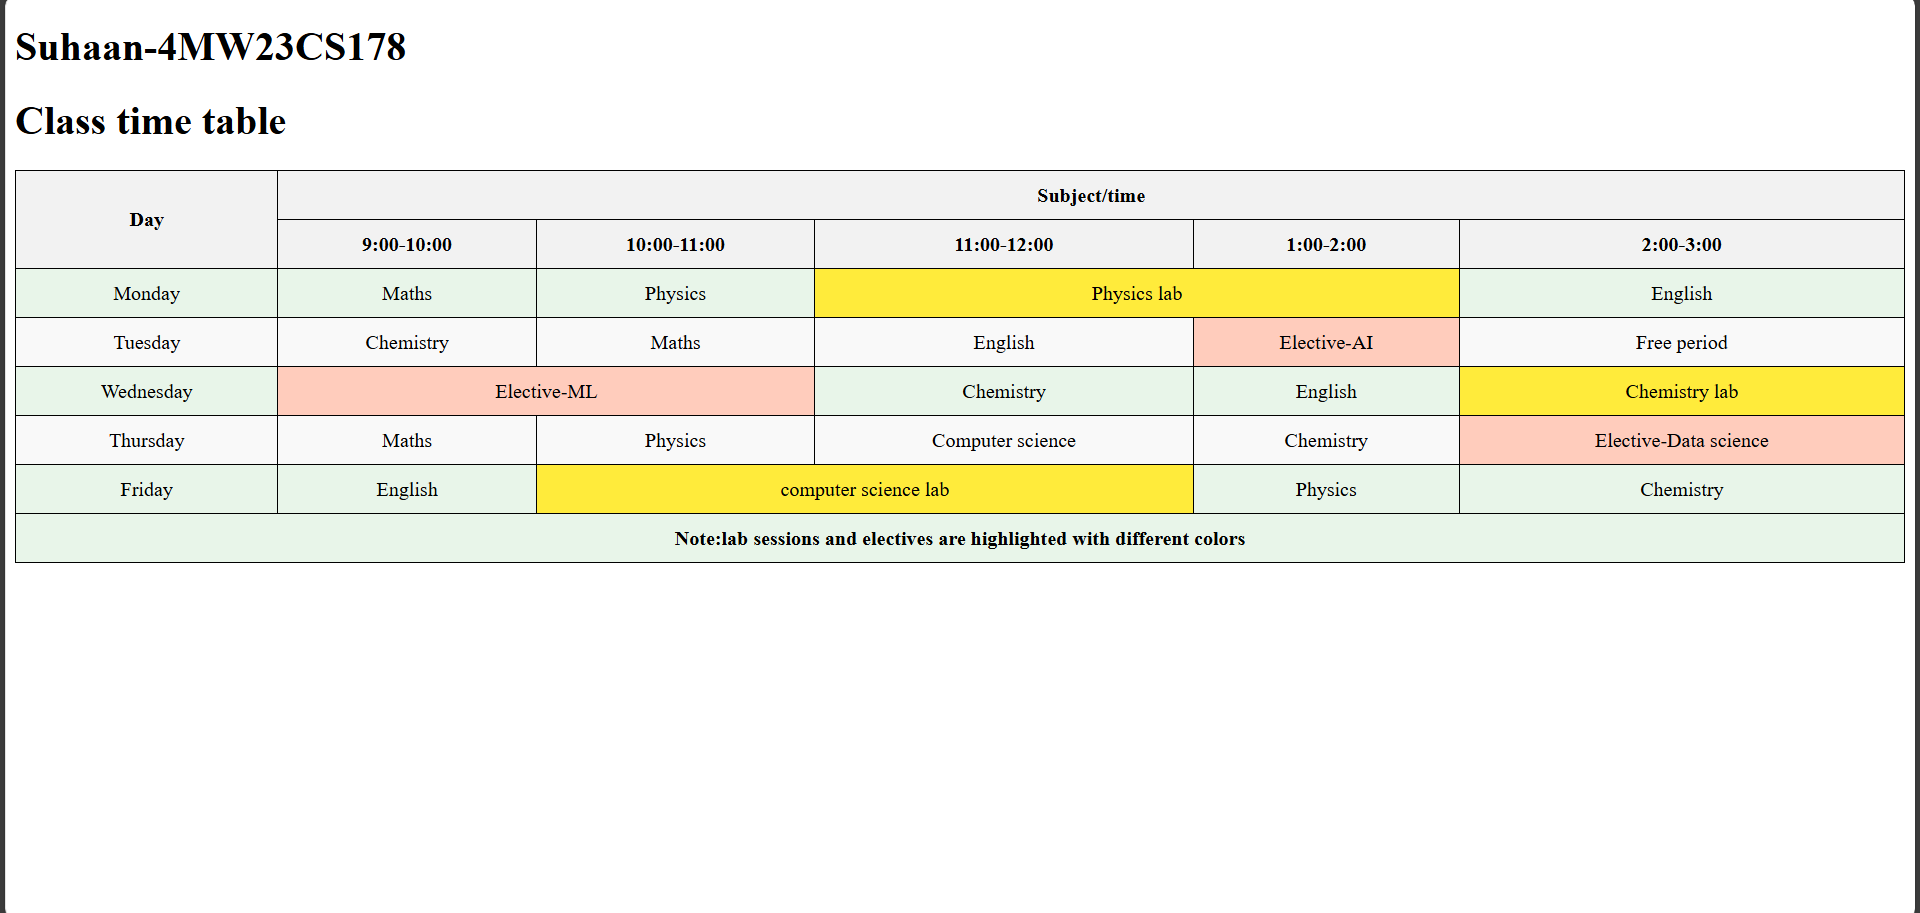 Suhaan-4MW23CS178
Class time table
Subject/time
Day
9:00-10:00 10:00-11:00 11:00-12:00 1:00-2:00 2:00-3:00
Monday Maths Physics Physics lab English
Tuesday Chemistry Maths English Elective-AI Free period
Wednesday Elective-ML Chemistry English Chemistry lab
Thursday Maths Physics Computer science Chemistry Elective-Data science
Friday English computer science lab Physics Chemistry
Note:lab sessions and electives are highlighted with different colors